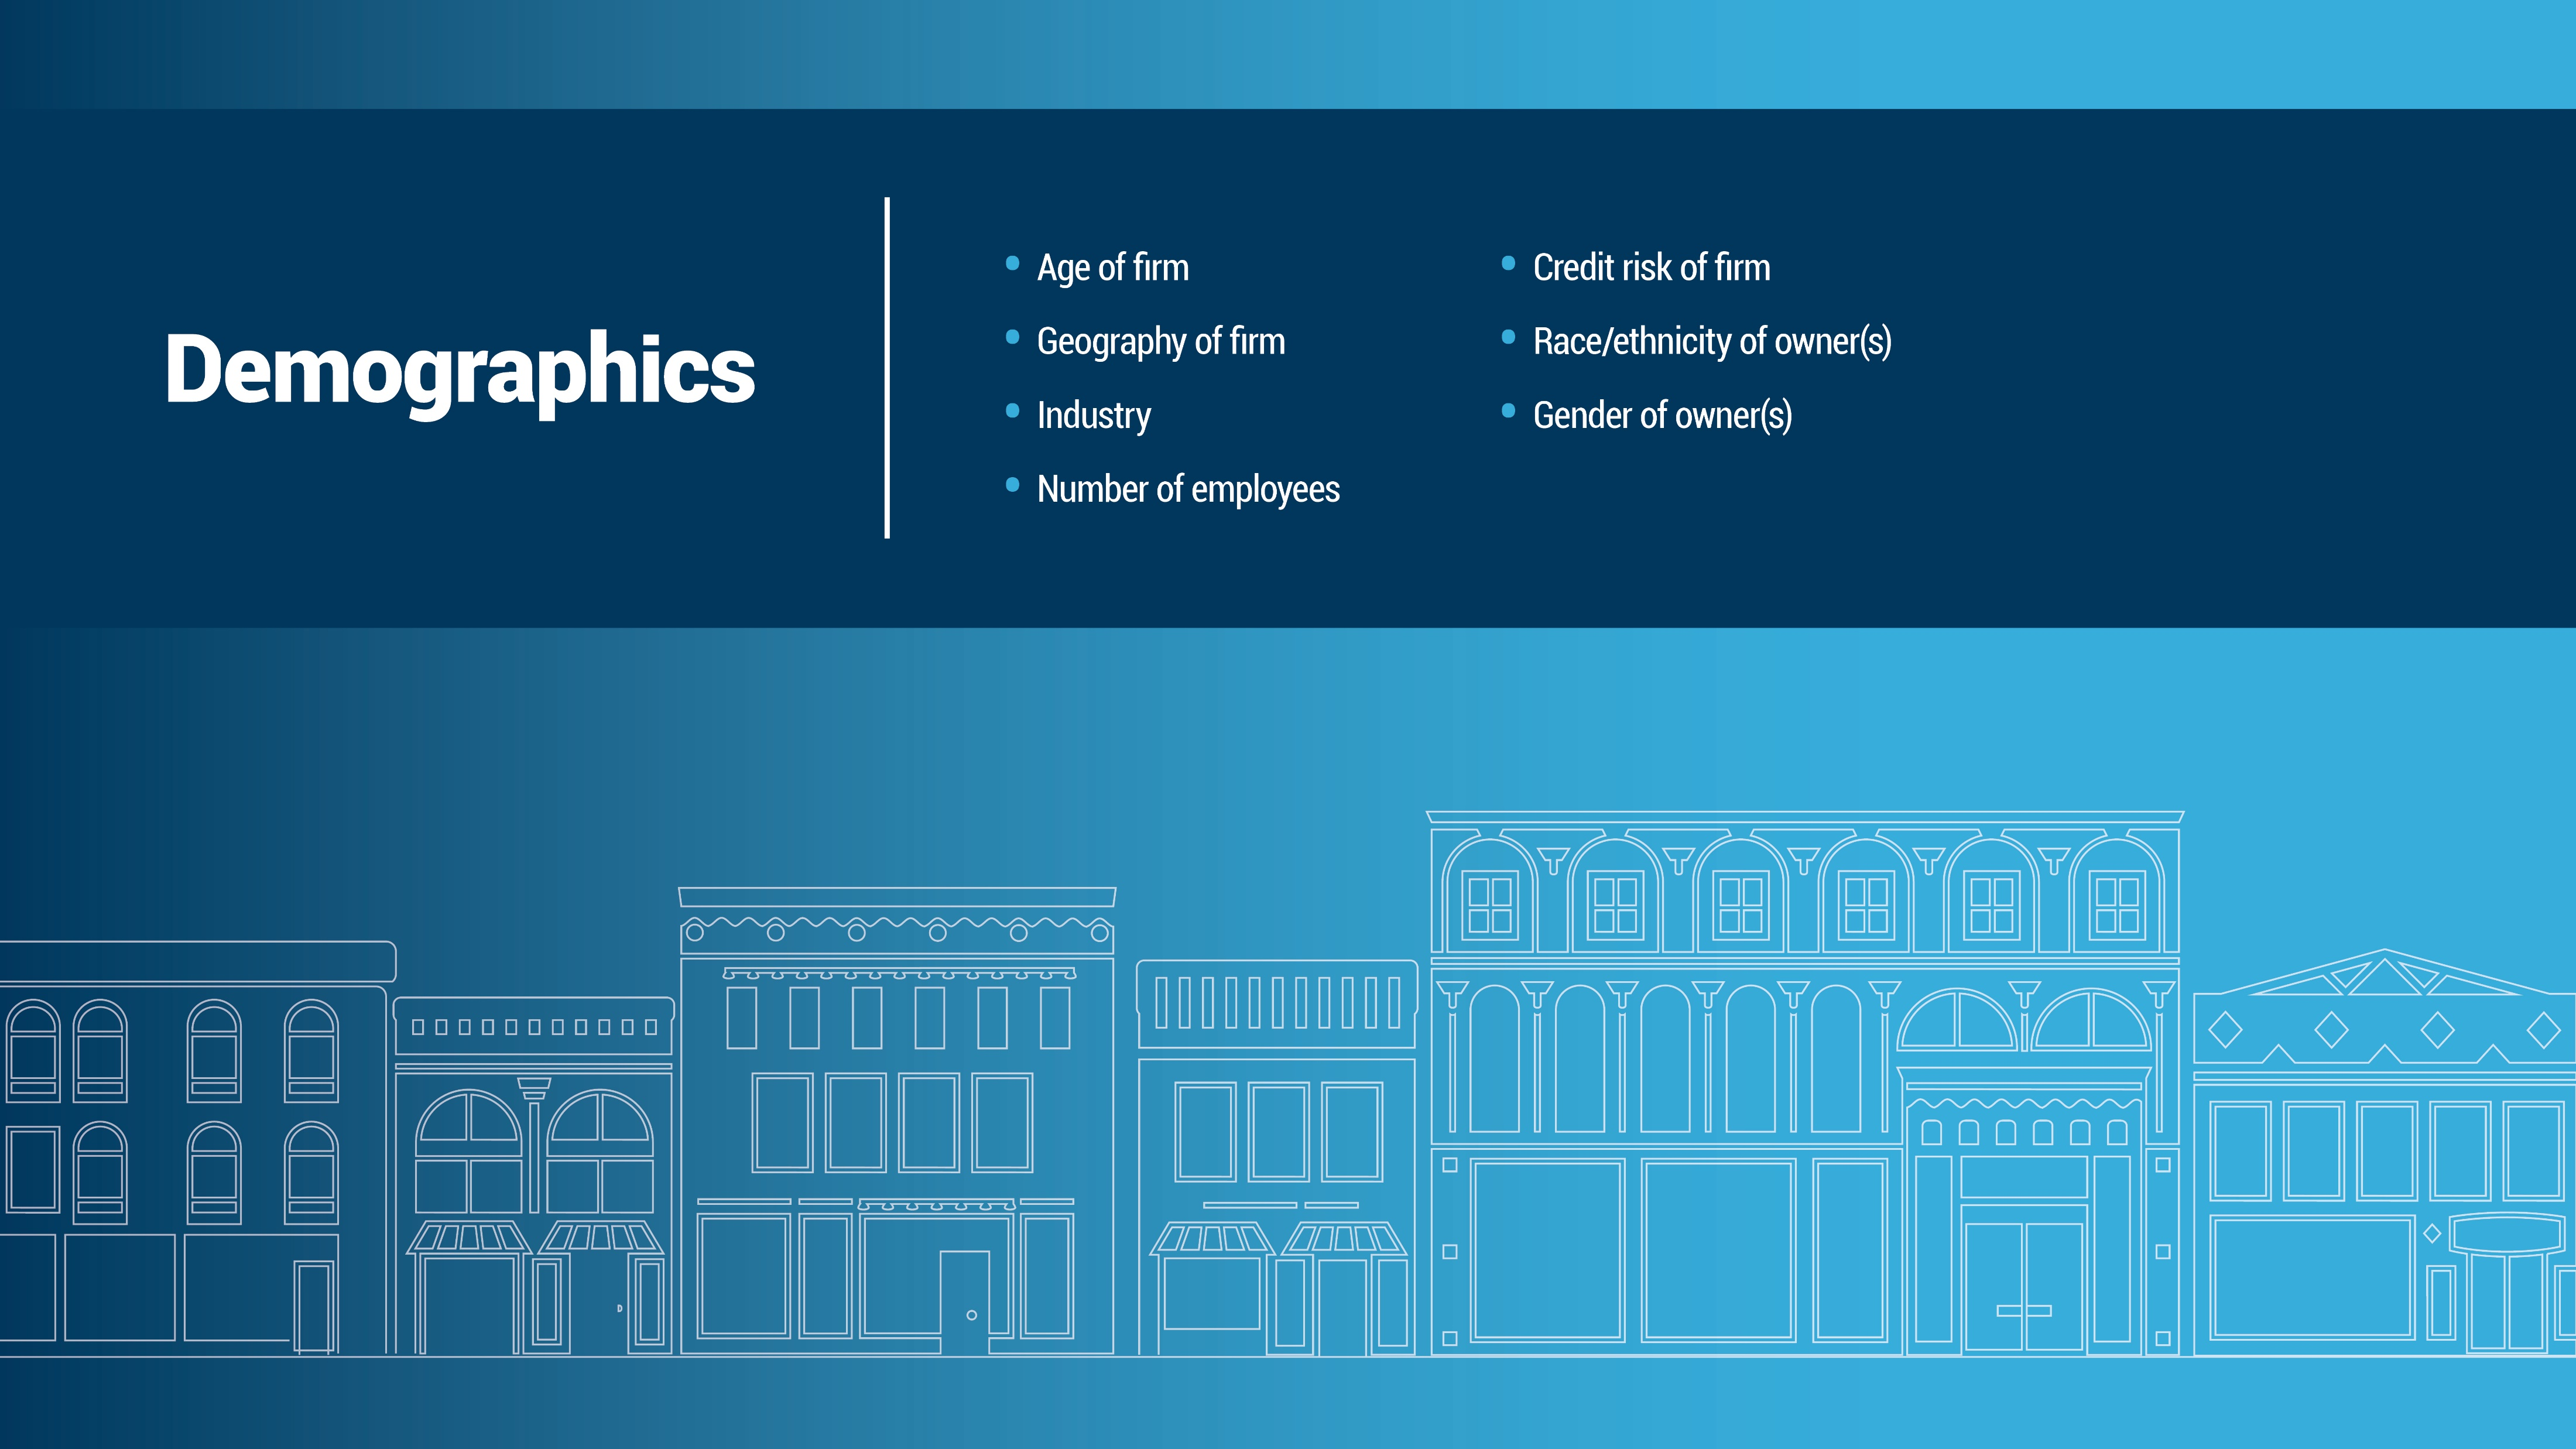 Demographics
Age of firm
Geography of firm
Industry
Number of employees
Credit risk of firm
Race/ethnicity of owner(s)
Gender of owner(s)